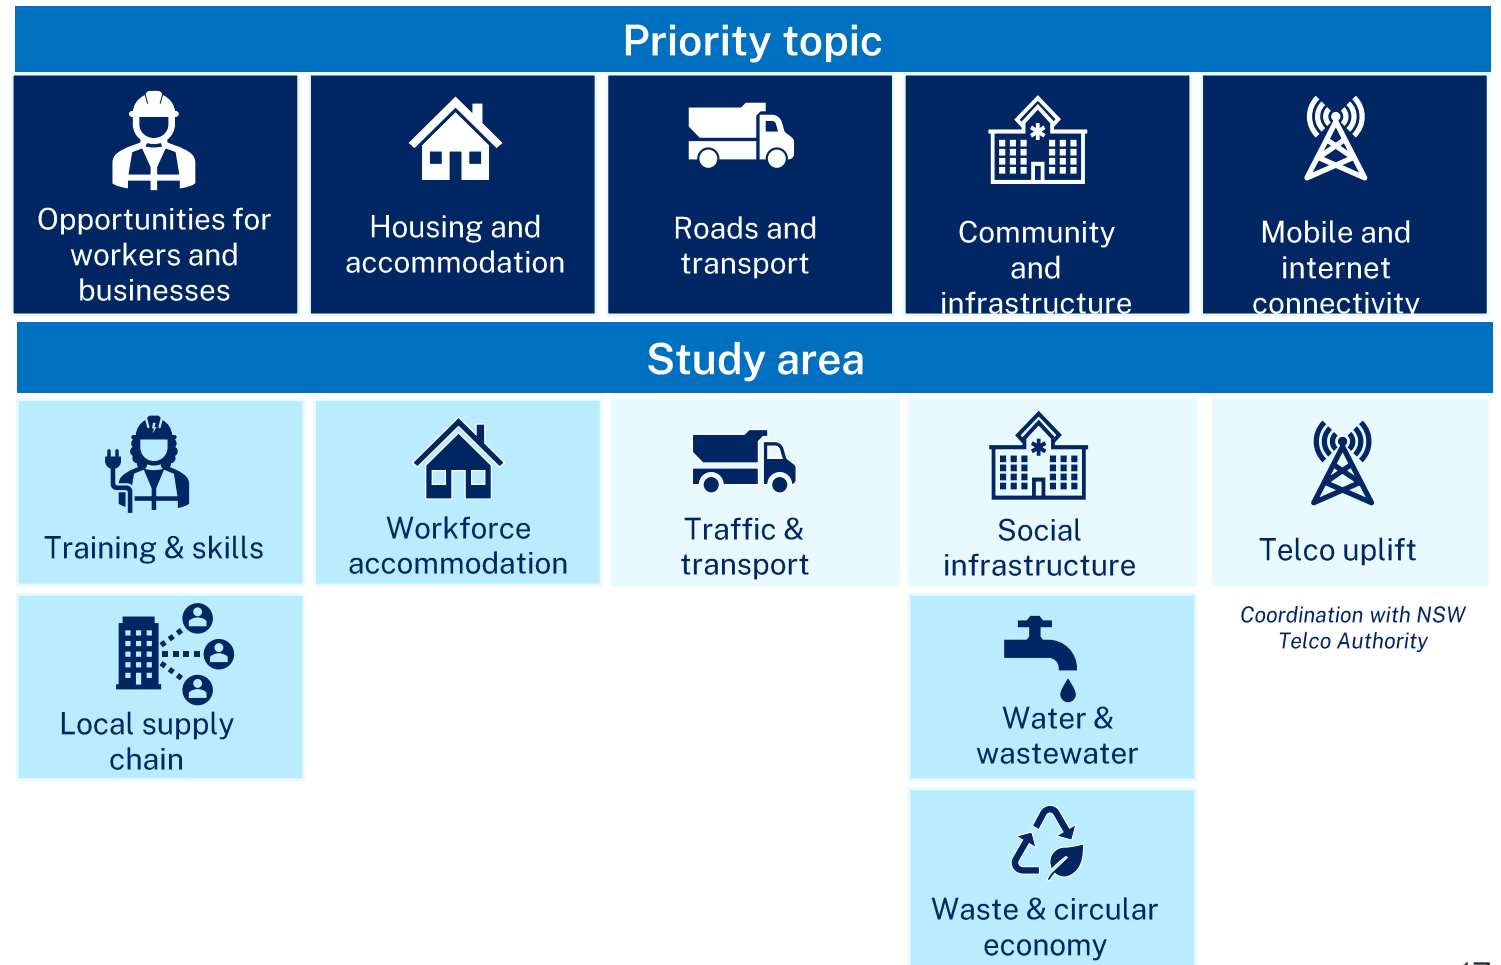 Priority topic
Opportunities for
workers and
businesses
Housing and
accommodation
Roads and
transport
Community
and
infrastructure
Mobile and
internet
connectivity
Study area
Training & skills
Workforce
accommodation
Traffic &
transport
Social
infrastructure
Telco uplift
Local supply
chain
Water &
wastewater
Coordination with NSW
Telco Authority
Waste & circular
economy